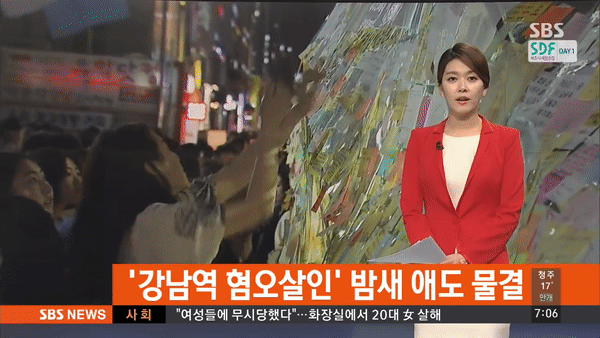 SBS
SDF DAY 1
'강남역 혐오살인' 밤새 애도 물결
청주
17°
안개
SBS NEWS 사 회 "여성들에 무시당했다"…화장실에서 20대 女 살해 7:06